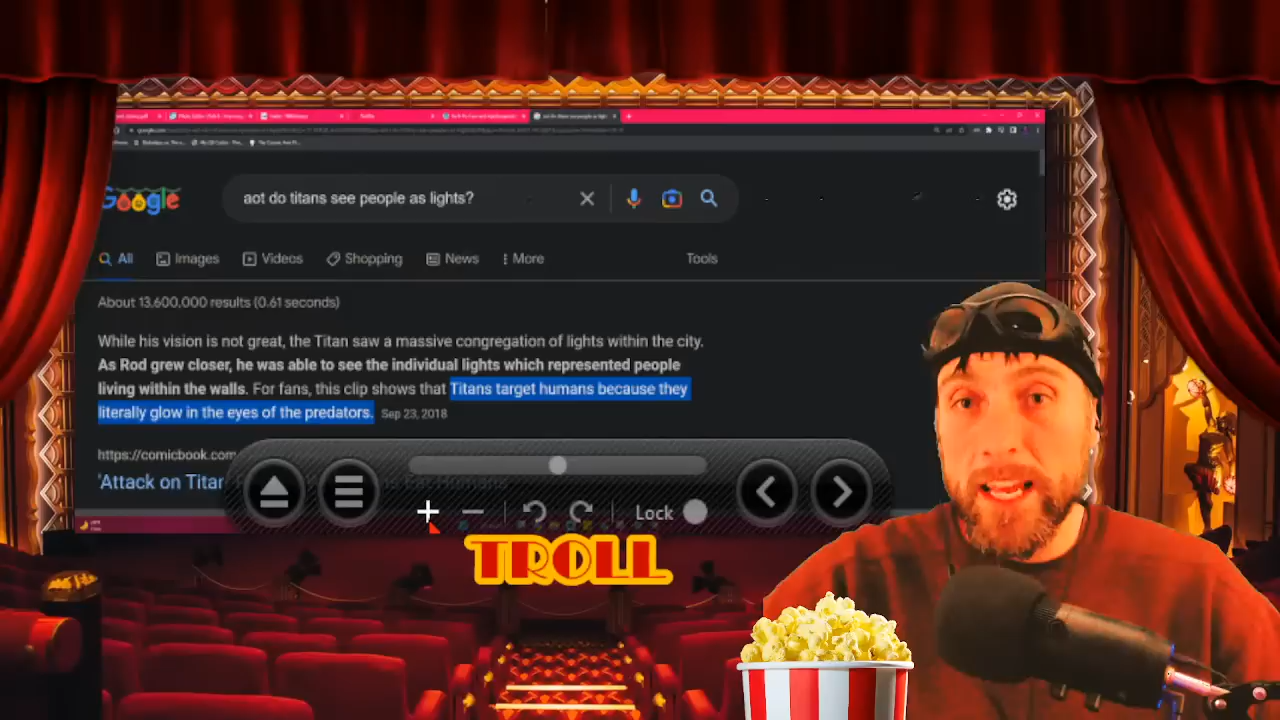 Google
aot do titans see people as lights?
All Images Videos Shopping News More Tools
About 13,600,000 results (0.61 seconds)
While his vision is not great, the Titan saw a massive congregation of lights within the city.
As Rod grew closer, he was able to see the individual lights which represented people
living within the walls. For fans, this clip shows that Titans target humans because they
literally glow in the eyes of the predators. Sep 23, 2018
https://comicbook.com
'Attack on Titan Eat Humans
Lock
TROLL